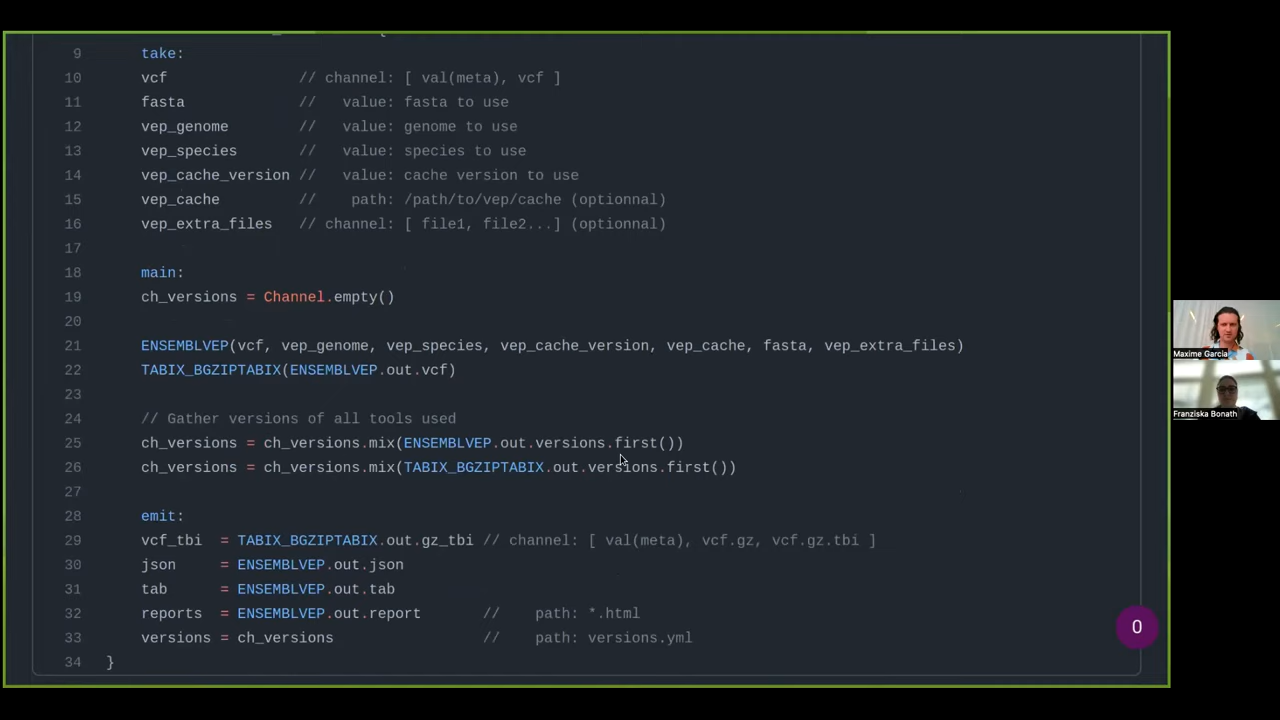 9 take:
10 vcf // channel: [ val(meta), vcf ]
11 fasta // value: fasta to use
12 vep_genome // value: genome to use
13 vep_species // value: species to use
14 vep_cache_version // value: cache version to use
15 vep_cache // path: /path/to/vep/cache (optionnal)
16 vep_extra_files // channel: [ file1, file2...] (optionnal)
17
18 main:
19 ch_versions = Channel.empty()
20
21 ENSEMBLVEP(vcf, vep_genome, vep_species, vep_cache_version, vep_cache, fasta, vep_extra_files)
22 TABIX_BGZIPTABIX(ENSEMBLVEP.out.vcf)
23
24 // Gather versions of all tools used
25 ch_versions = ch_versions.mix(ENSEMBLVEP.out.versions.first())
26 ch_versions = ch_versions.mix(TABIX_BGZIPTABIX.out.versions.first())
27
28 emit:
29 vcf_tbi = TABIX_BGZIPTABIX.out.gz_tbi // channel: [ val(meta), vcf.gz, vcf.gz.tbi ]
30 json = ENSEMBLVEP.out.json
31 tab = ENSEMBLVEP.out.tab
32 reports = ENSEMBLVEP.out.report // path: *.html
33 versions = ch_versions // path: versions.yml
34 }
0
Maxime Garcia
Franziska Bonath